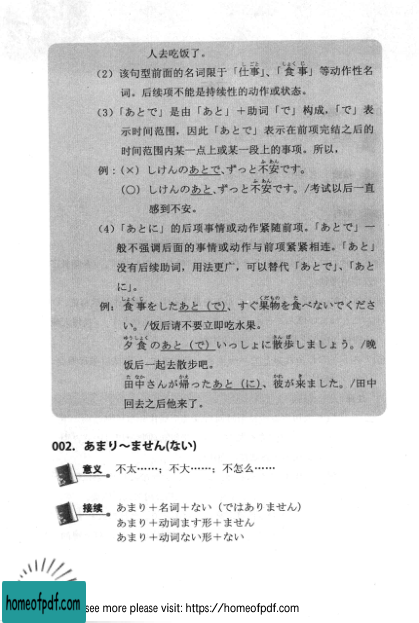 人去吃饭了。
(2) 该句型前面的名词限于「仕事」、「食事」等动作性名
词，后续项不能是持续性的动作或状态。
(3)「あとで」是由「あと」＋助词「で」构成，「で」表
示时间范围，因此「あとで」表示在前项完结之后的
时间范围内某一点上或某一段上的事项。所以，
例：(×) しけんのあとで、ずっと不安です。
(○) しけんのあと、ずっと不安です。/考试以后一直
感到不安。
(4)「あとに」的后项事情或动作紧随前项。「あとで」一
般不强调后面的事情或动作与前项紧紧相连。「あと」
没有后续助词，用法更广，可以替代「あとで」、「あと
に」。
例：食事をしたあと（で）、すぐ果物を食べないでくださ
い。/饭后请不要立即吃水果。
夕食のあと（で）いっしょに散歩しましょう。/晚
饭后一起去散步吧。
田中さんが帰ったあと（に）、彼が来ました。/田中
回去之后他来了。
002. あまり～ません(ない)
意义 不太……；不大……；不怎么……
接续 あまり＋名词＋ない（ではありません）
あまり＋动词ます形＋ません
あまり＋动词ない形＋ない
homeofpdf.com
see more please visit: https://homeofpdf.com